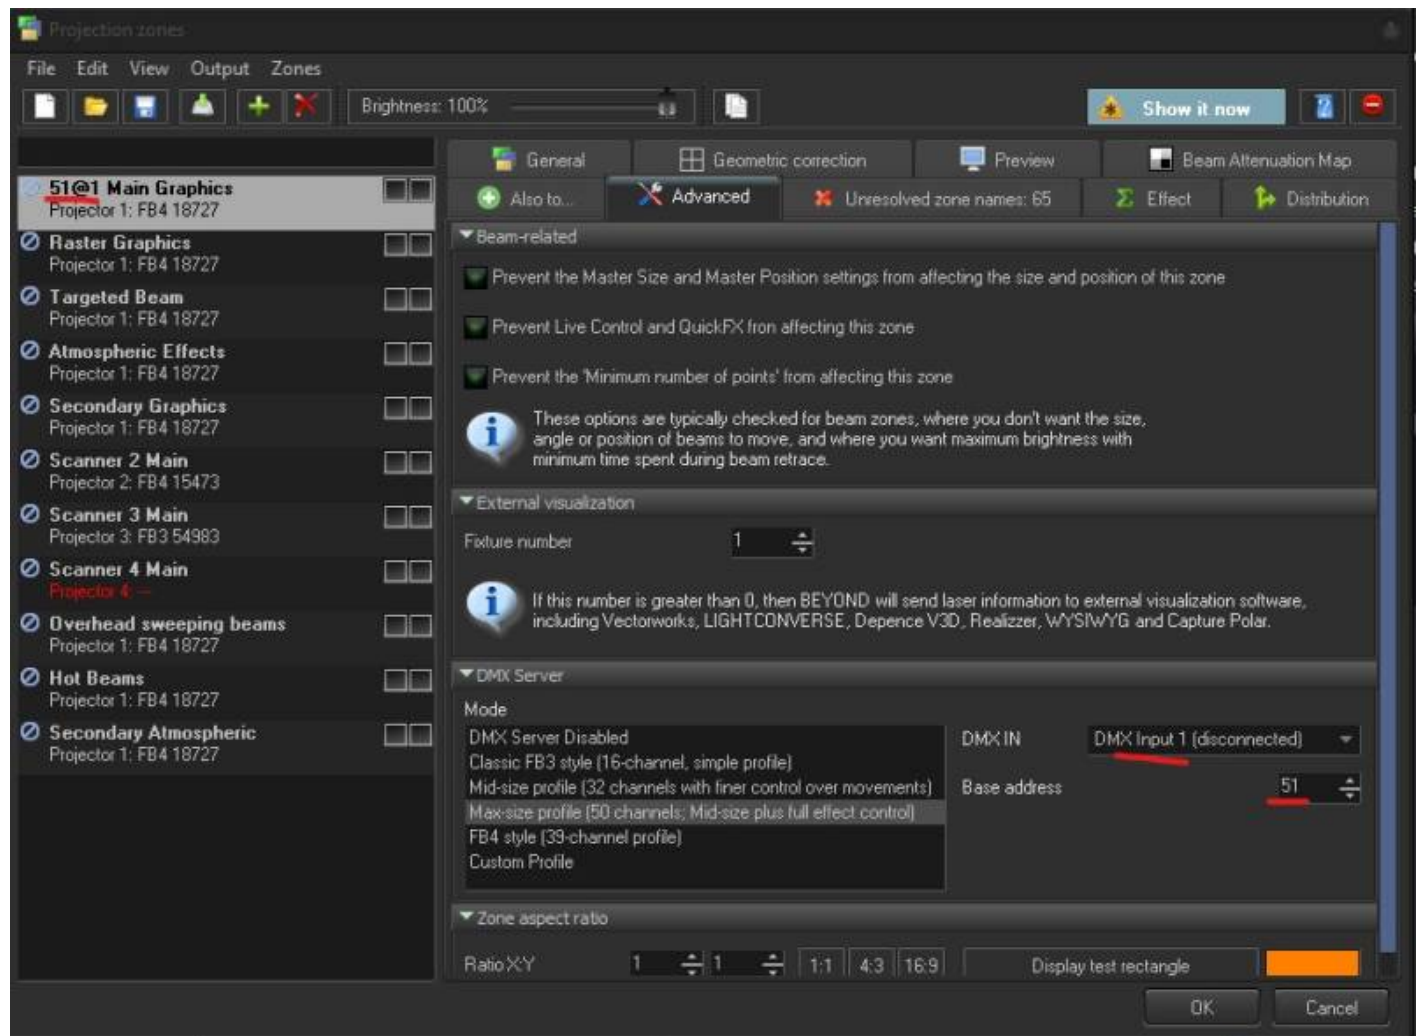 Projection zones
File Edit View Output Zones
Brightness: 100%
Show it now
General Geometric correction Preview Beam Attenuation Map
Also to... Advanced Unresolved zone names: 65 Effect Distribution
51@1 Main Graphics
Projector 1: FB4 18727
Raster Graphics
Projector 1: FB4 18727
Targeted Beam
Projector 1: FB4 18727
Atmospheric Effects
Projector 1: FB4 18727
Secondary Graphics
Projector 1: FB4 18727
Scanner 2 Main
Projector 2: FB4 15473
Scanner 3 Main
Projector 3: FB3 54983
Scanner 4 Main
Projector 4: --
Overhead sweeping beams
Projector 1: FB4 18727
Hot Beams
Projector 1: FB4 18727
Secondary Atmospheric
Projector 1: FB4 18727
Beam-related
Prevent the Master Size and Master Position settings from affecting the size and position of this zone
Prevent Live Control and QuickFX fron affecting this zone
Prevent the 'Minimum number of points' from affecting this zone
These options are typically checked for beam zones, where you don't want the size,
angle or position of beams to move, and where you want maximum brightness with
minimum time spent during beam retrace.
External visualization
Fixture number 1
If this number is greater than 0, then BEYOND will send laser information to external visualization software,
including Vectorworks, LIGHTCONVERSE, Depence V3D, Realizzer, WYSIWYG and Capture Polar.
DMX Server
Mode
DMX Server Disabled
Classic FB3 style (16-channel, simple profile)
Mid-size profile (32 channels with finer control over movements)
Max-size profile (50 channels; Mid-size plus full effect control)
FB4 style (39-channel profile)
Custom Profile
DMX IN DMX Input 1 (disconnected)
Base address 51
Zone aspect ratio
Ratio X:Y 1 1 1:1 4:3 16:9 Display test rectangle
OK Cancel